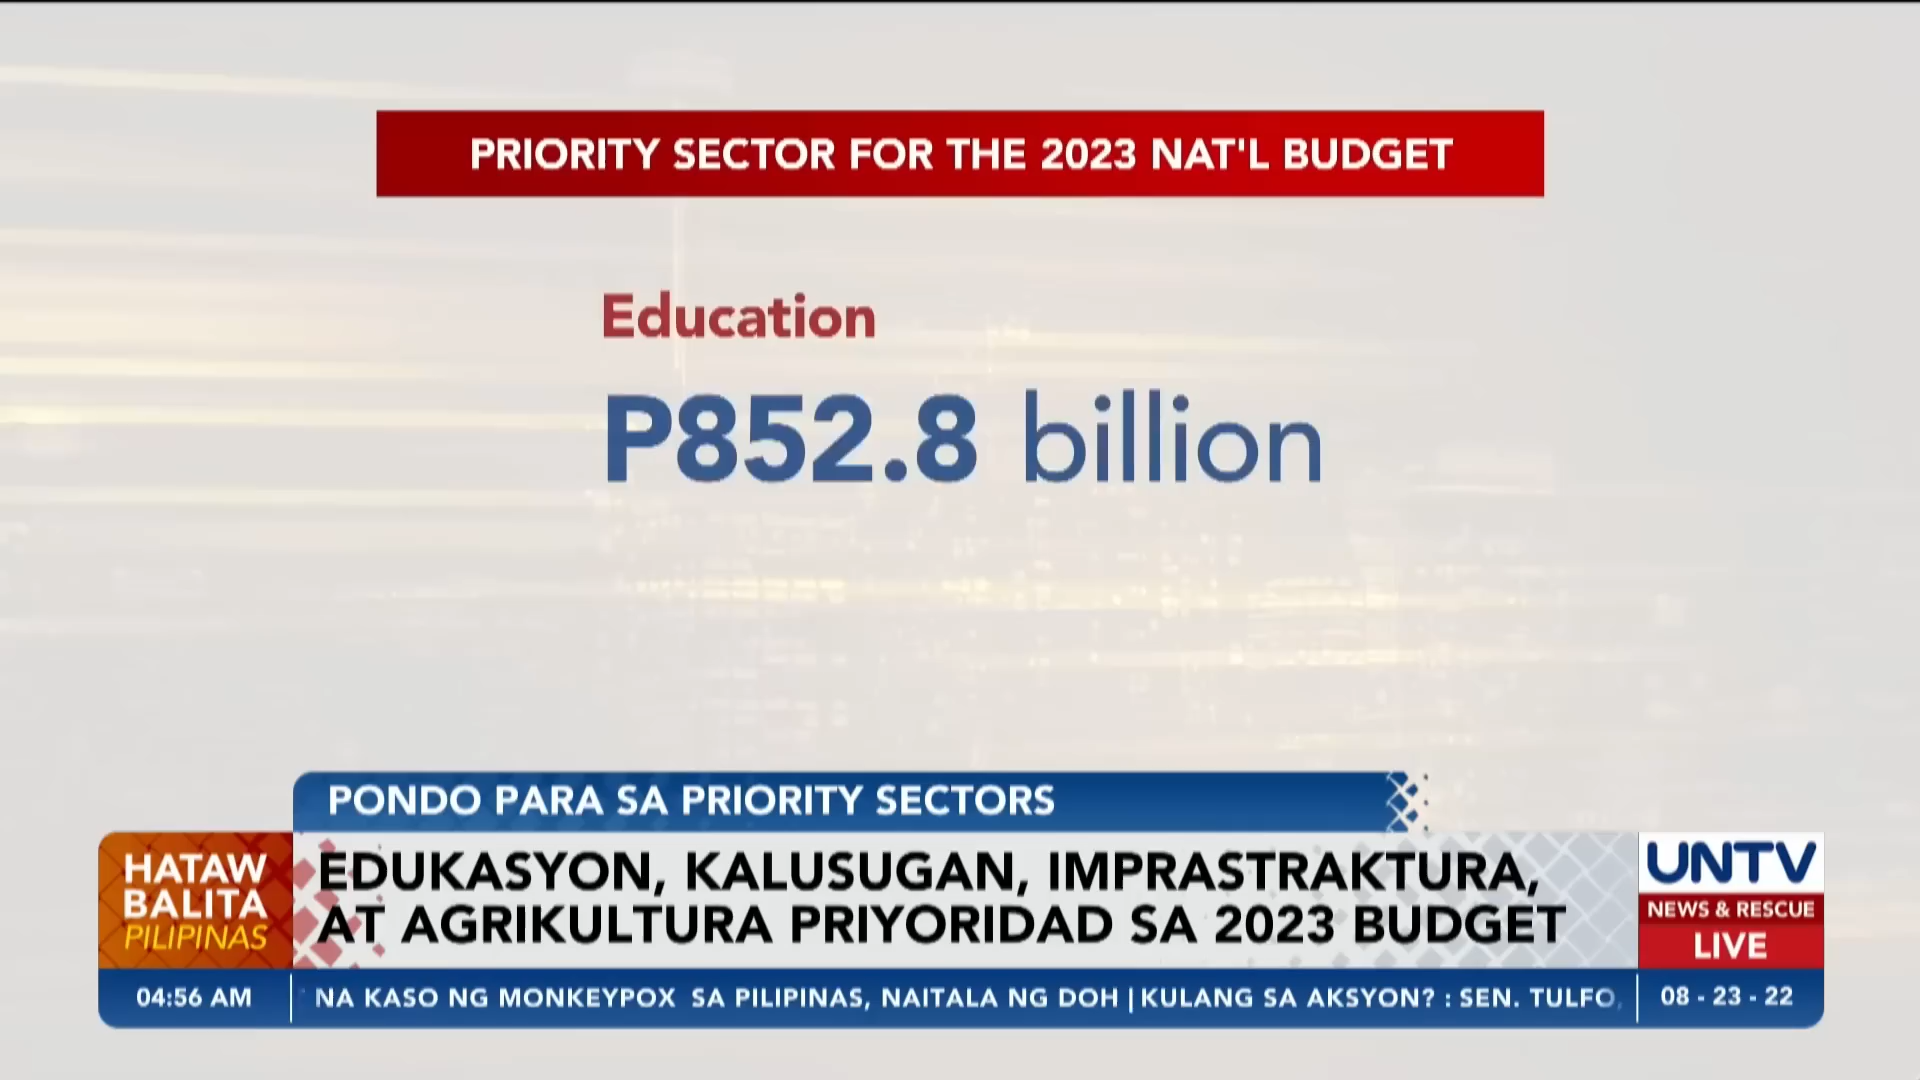 PRIORITY SECTOR FOR THE 2023 NAT'L BUDGET
Education
P852.8 billion
PONDO PARA SA PRIORITY SECTORS
HATAW
BALITA
PILIPINAS
EDUKASYON, KALUSUGAN, IMPRASTRAKTURA,
AT AGRIKULTURA PRIYORIDAD SA 2023 BUDGET
UNTV
NEWS & RESCUE
LIVE
04:56 AM
NA KASO NG MONKEYPOX SA PILIPINAS, NAITALA NG DOH | KULANG SA AKSYON? : SEN. TULFO,
08 - 23 - 22